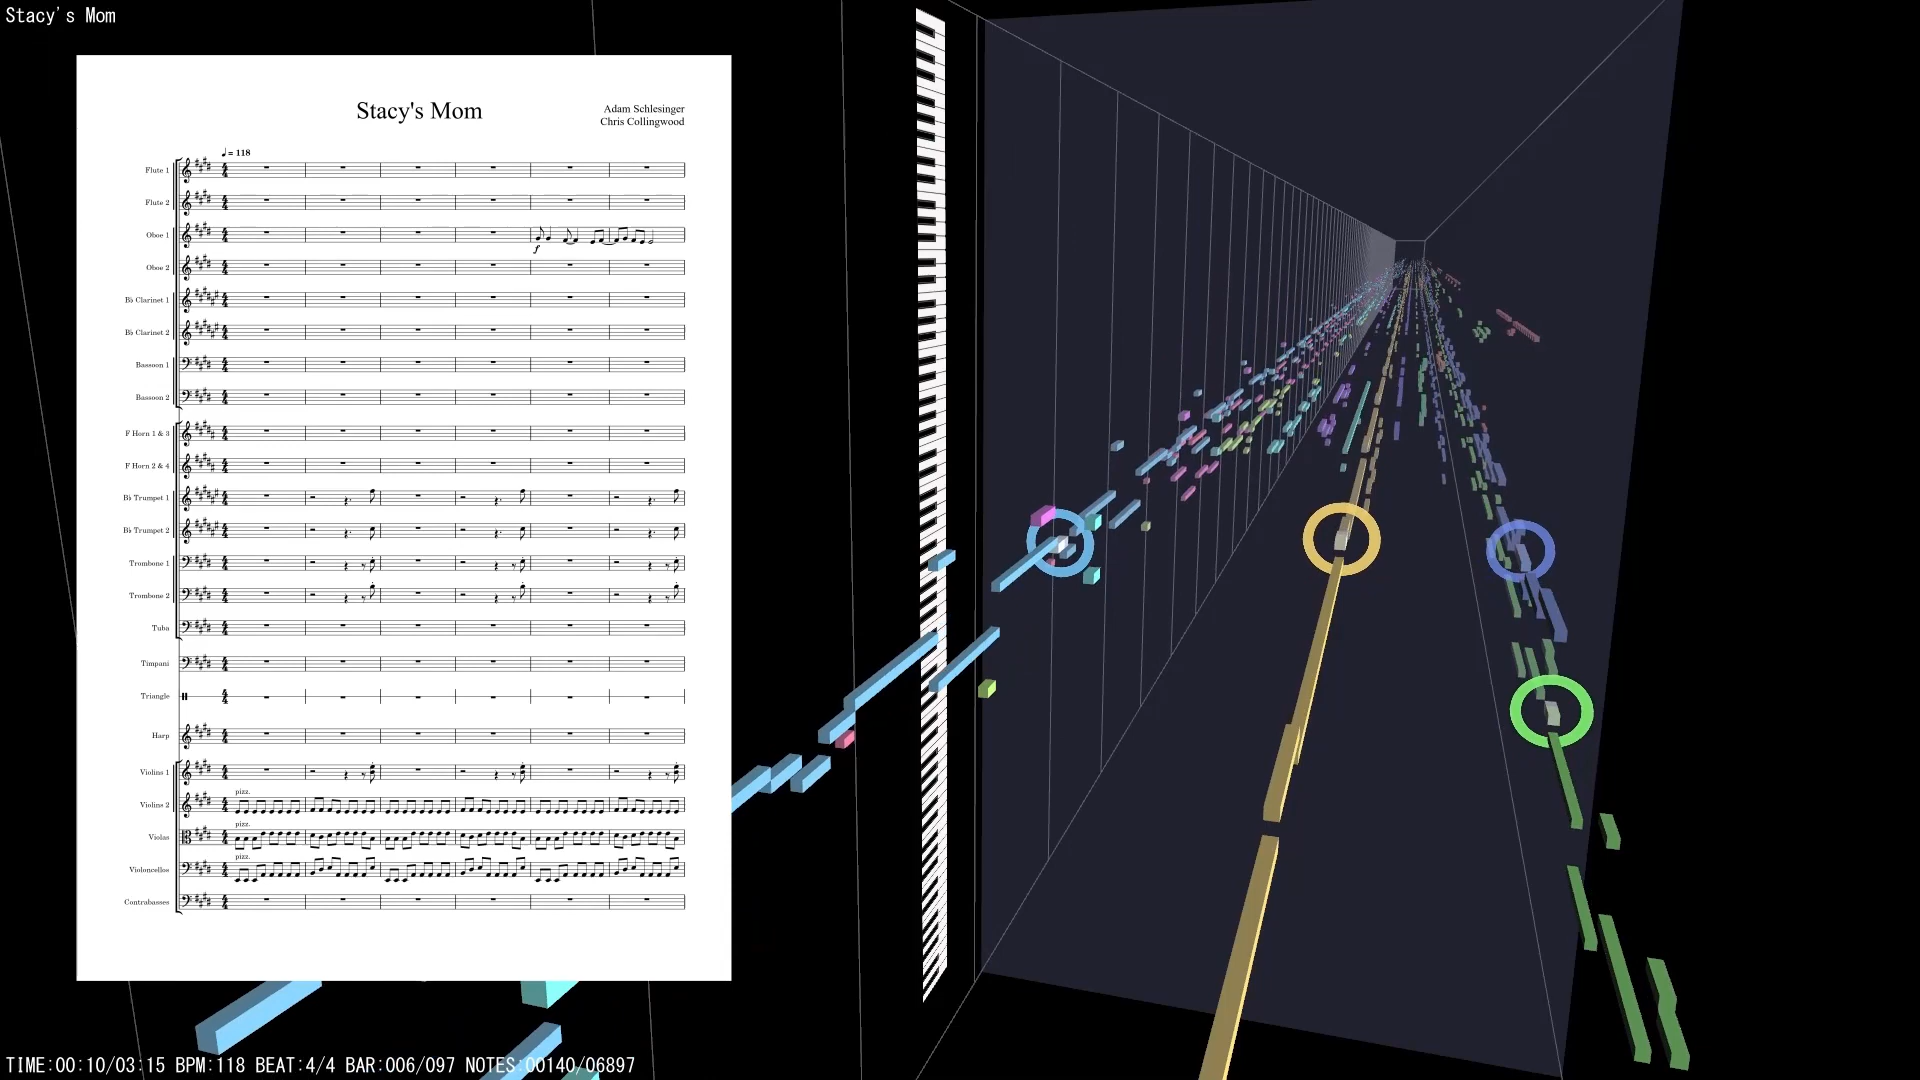 Stacy's Mom
Stacy's Mom
Adam Schlesinger
Chris Collingwood
♩ = 118
Flute 1
Flute 2
Oboe 1
f
Oboe 2
B♭ Clarinet 1
B♭ Clarinet 2
Bassoon 1
Bassoon 2
F Horn 1 & 3
F Horn 2 & 4
B♭ Trumpet 1
B♭ Trumpet 2
Trombone 1
Trombone 2
Tuba
Timpani
Triangle
Harp
Violins 1
pizz.
Violins 2
pizz.
Violas
pizz.
Violoncellos
Contrabasses
TIME:00:10/03:15 BPM:118 BEAT:4/4 BAR:006/097 NOTES:00140/06897